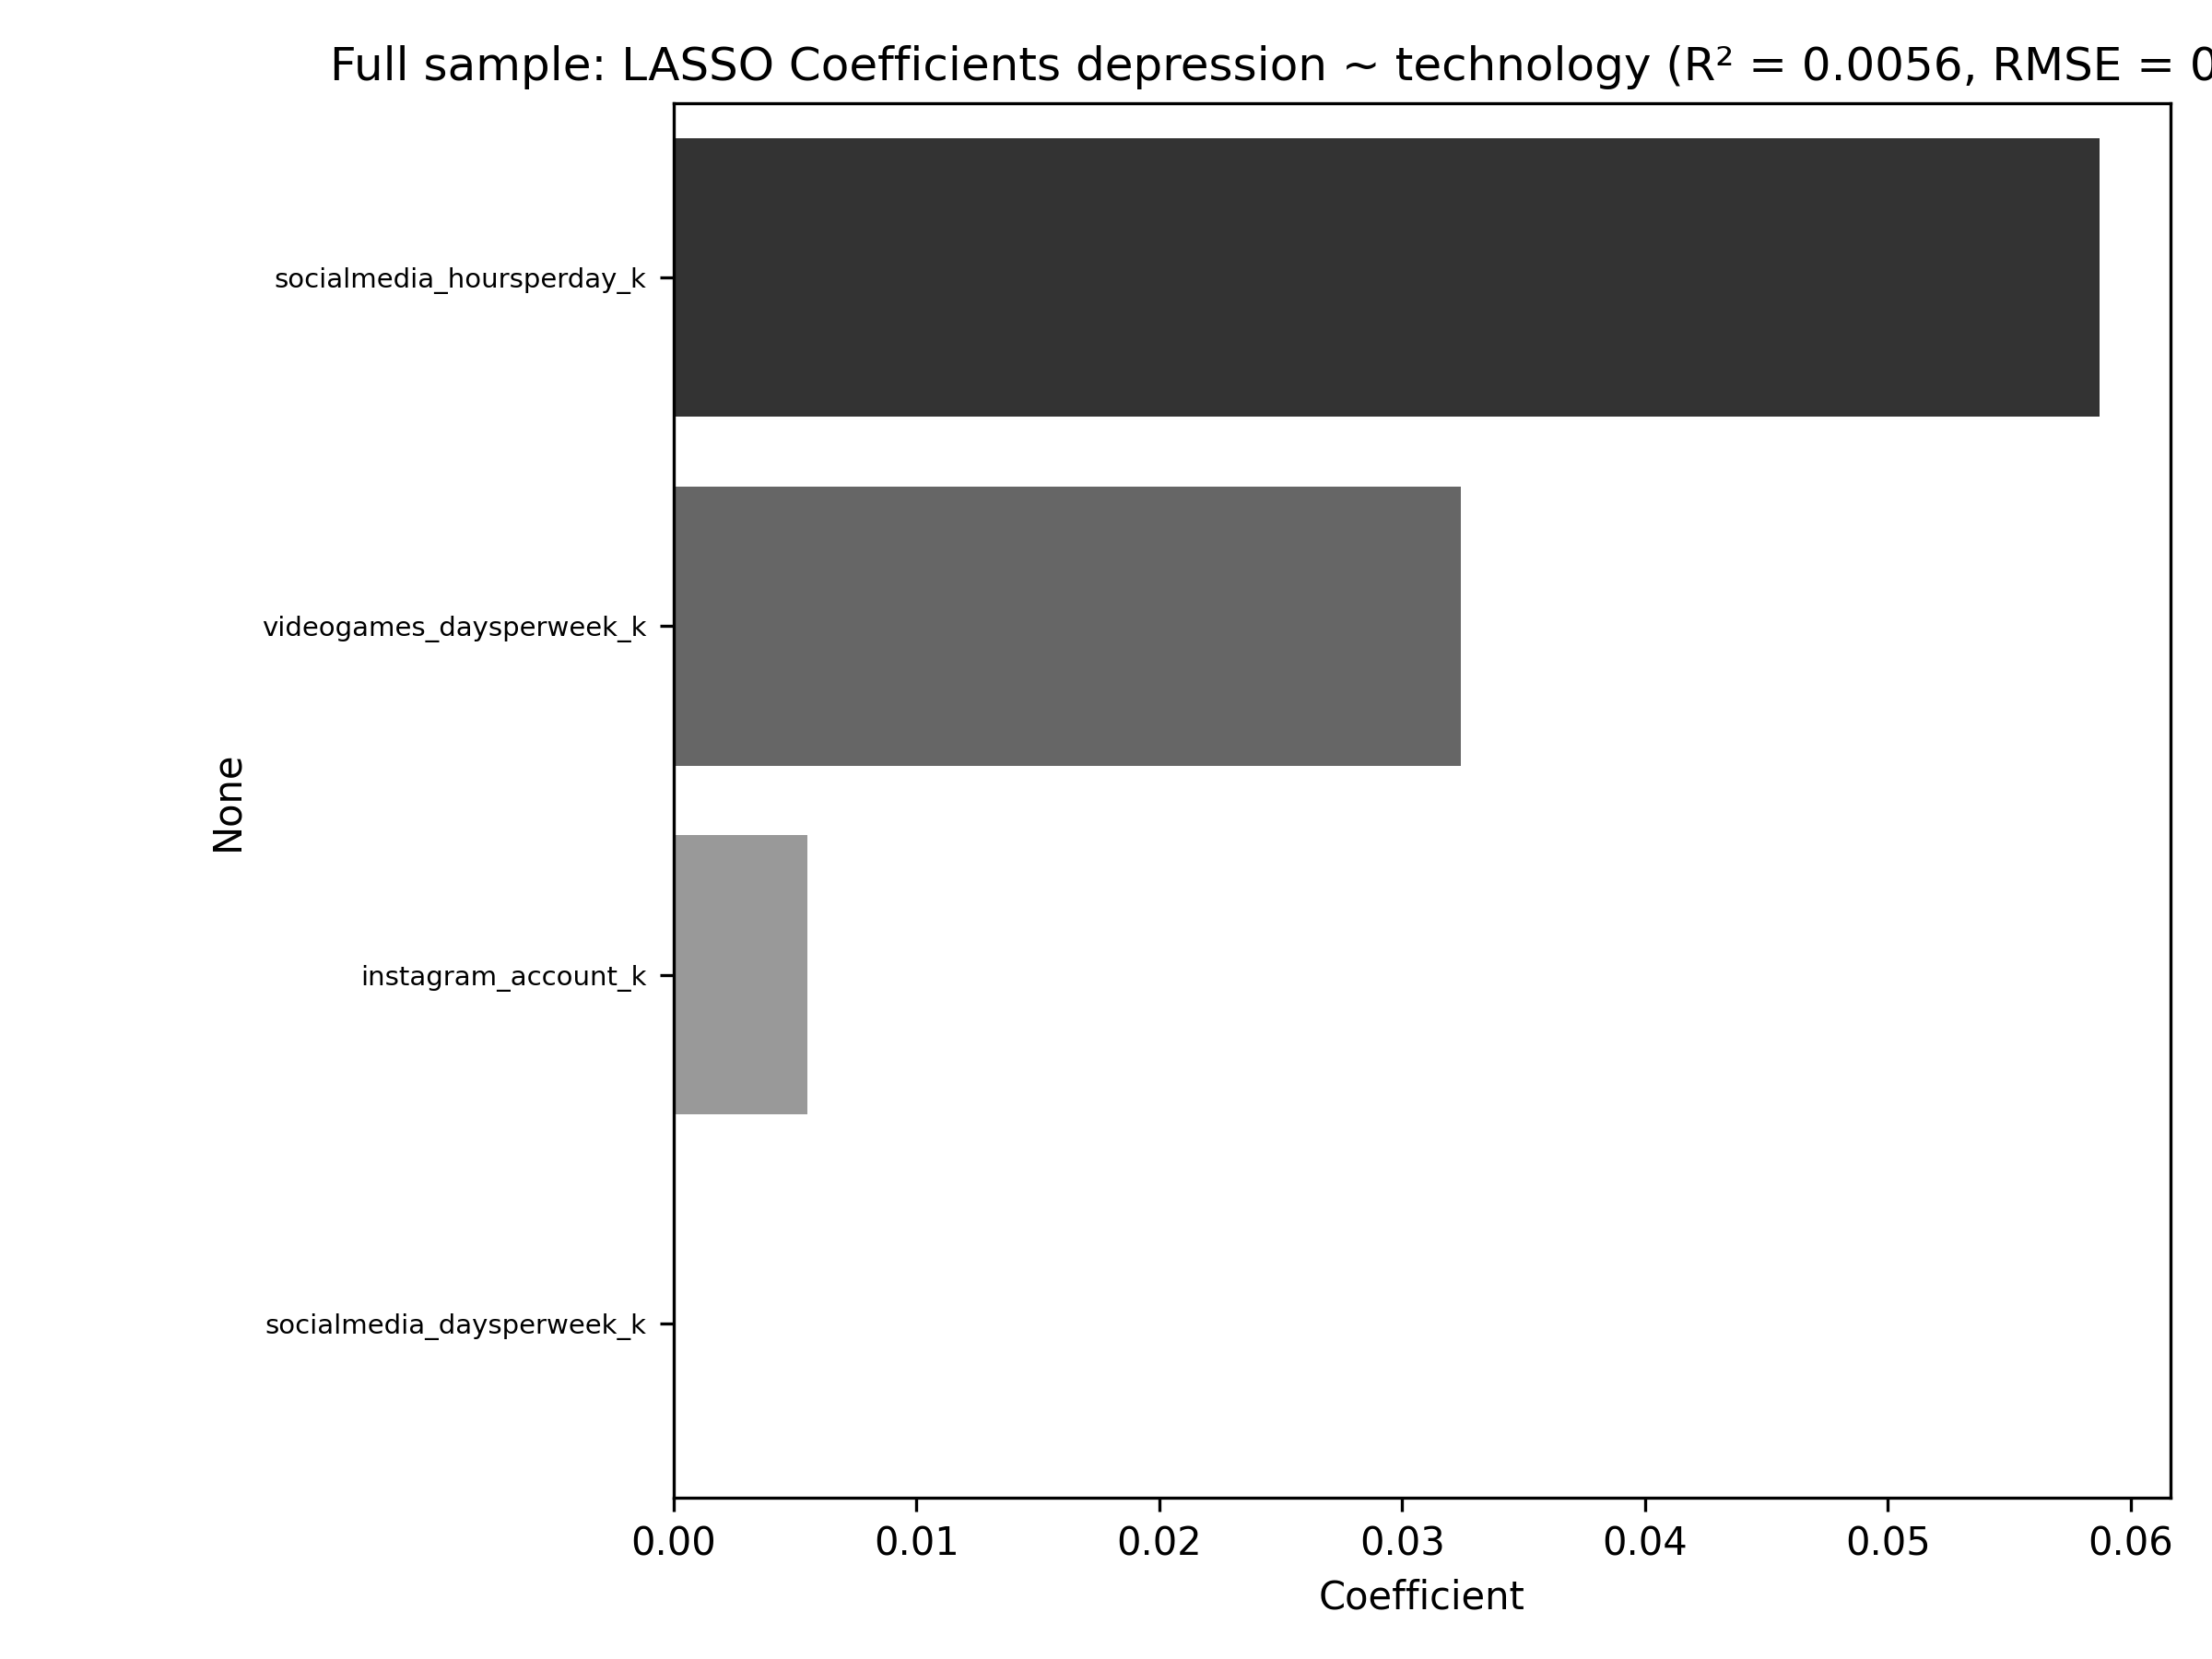 Full sample: LASSO Coefficients depression ~ technology (R² = 0.0056, RMSE = 0
socialmedia_hoursperday_k
videogames_daysperweek_k
None
instagram_account_k
socialmedia_daysperweek_k
0.00 0.01 0.02 0.03 0.04 0.05 0.06
Coefficient